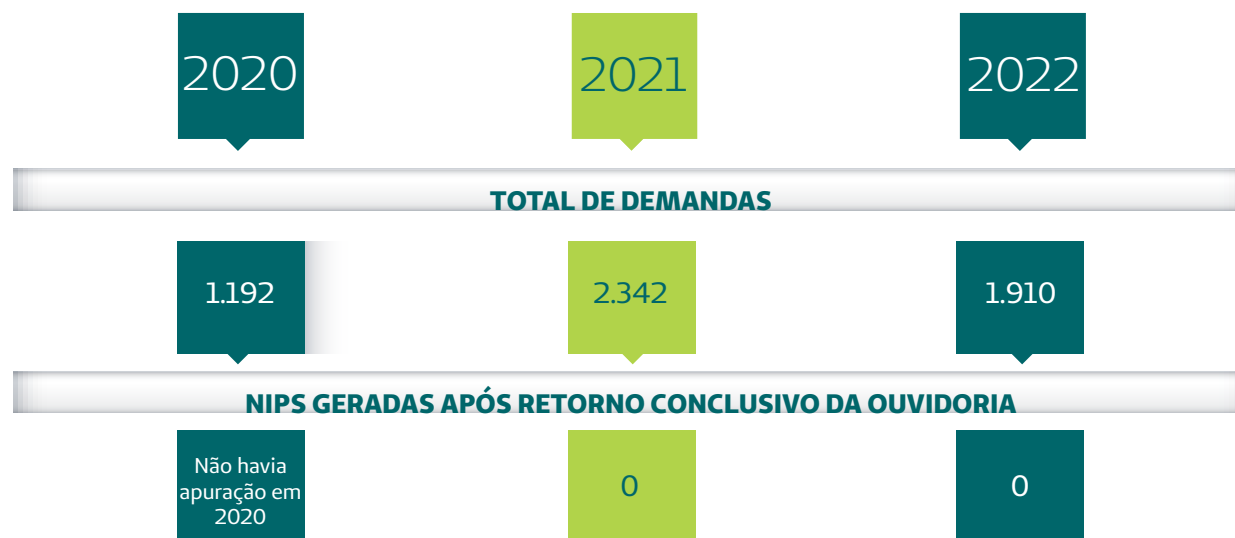 2020
2021
2022
TOTAL DE DEMANDAS
1.192
2.342
1.910
NIPS GERADAS APÓS RETORNO CONCLUSIVO DA OUVIDORIA
Não havia
apuração em
2020
0
0